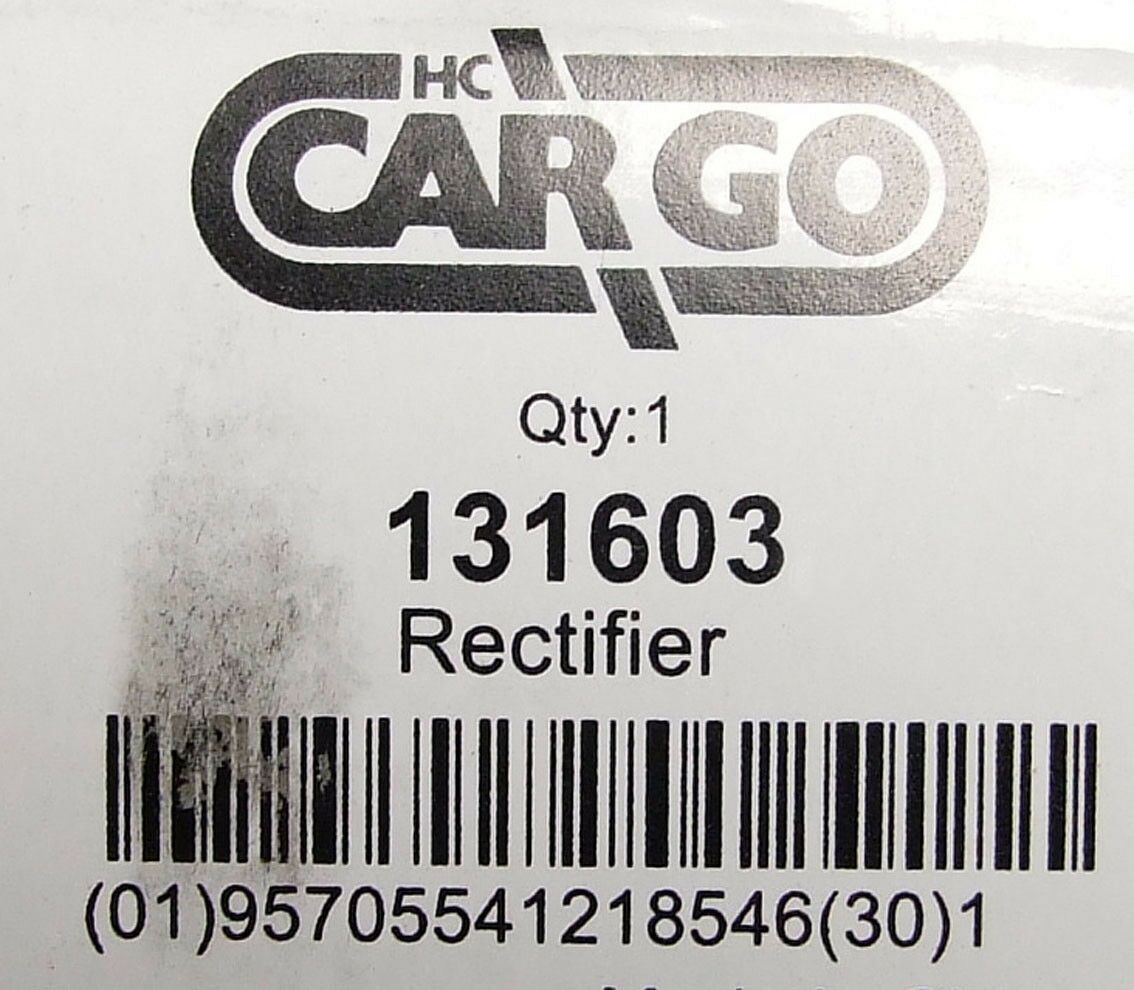 HC
CARGO
Qty:1
131603
Rectifier
(01)95705541218546(30)1